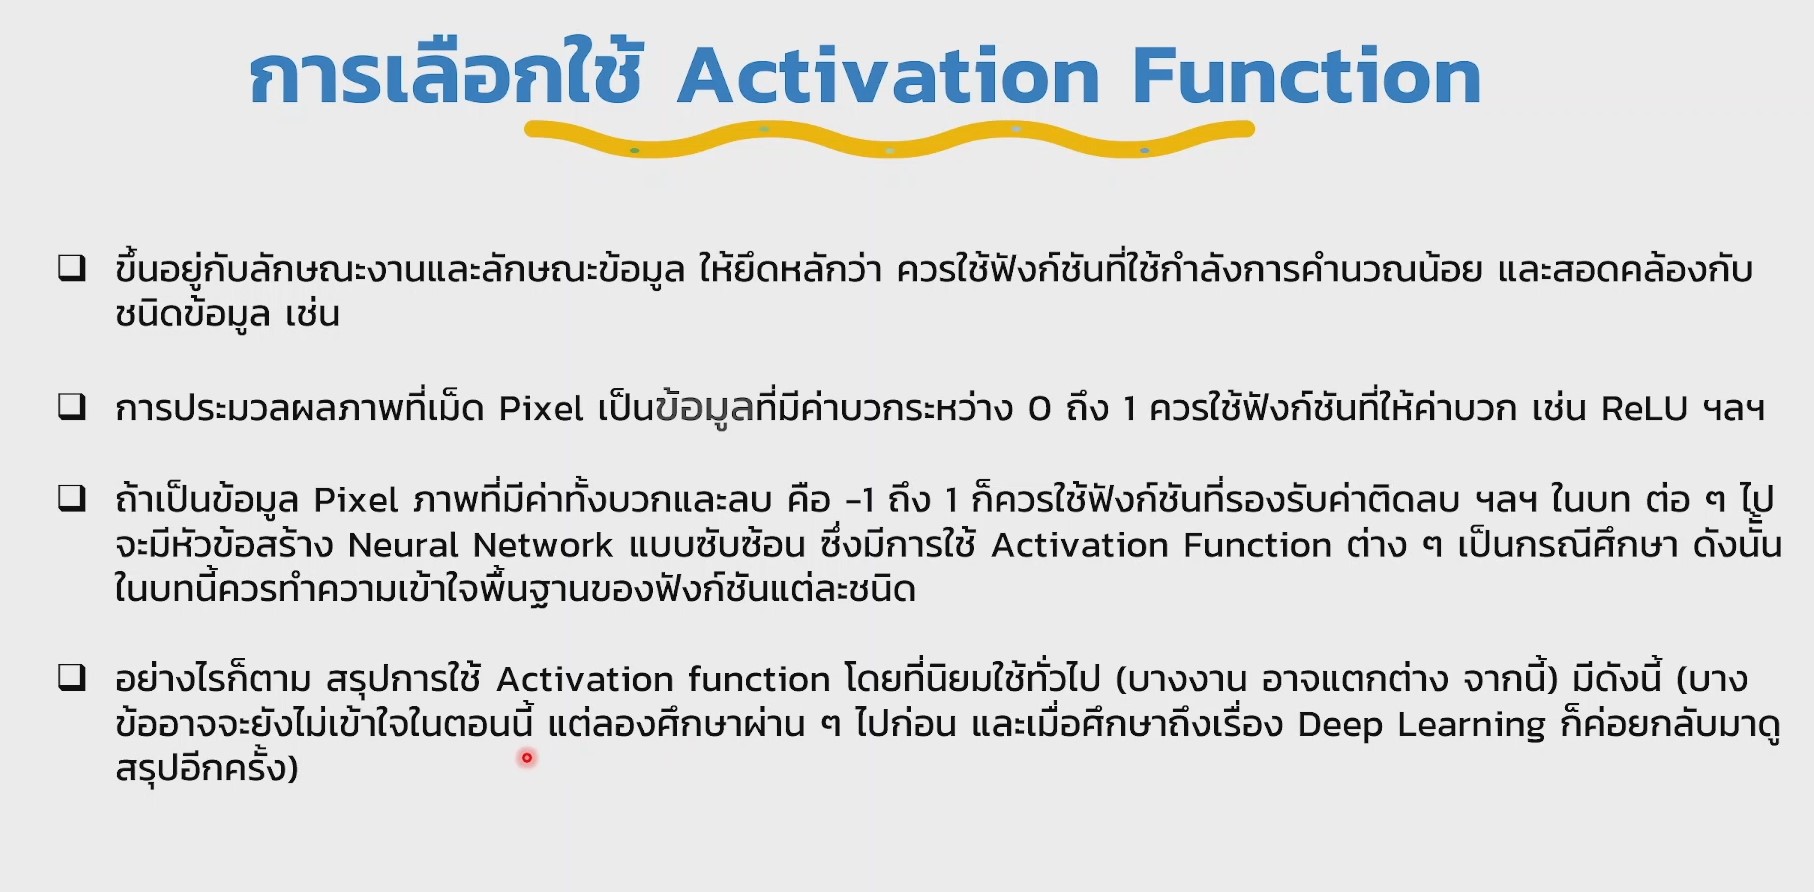 การเลือกใช้ Activation Function
❑ ขึ้นอยู่กับลักษณะงานและลักษณะข้อมูล ให้ยึดหลักว่า ควรใช้ฟังก์ชันที่ใช้กำลังการคำนวณน้อย และสอดคล้องกับ
ชนิดข้อมูล เช่น
❑ การประมวลผลภาพที่เม็ด Pixel เป็นข้อมูลที่มีค่าบวกระหว่าง 0 ถึง 1 ควรใช้ฟังก์ชันที่ให้ค่าบวก เช่น ReLU ฯลฯ
❑ ถ้าเป็นข้อมูล Pixel ภาพที่มีค่าทั้งบวกและลบ คือ -1 ถึง 1 ก็ควรใช้ฟังก์ชันที่รองรับค่าติดลบ ฯลฯ ในบท ต่อ ๆ ไป
จะมีหัวข้อสร้าง Neural Network แบบซับซ้อน ซึ่งมีการใช้ Activation Function ต่าง ๆ เป็นกรณีศึกษา ดังนั้น
ในบทนี้ควรทำความเข้าใจพื้นฐานของฟังก์ชันแต่ละชนิด
❑ อย่างไรก็ตาม สรุปการใช้ Activation function โดยที่นิยมใช้ทั่วไป (บางงาน อาจแตกต่าง จากนี้) มีดังนี้ (บาง
ข้ออาจจะยังไม่เข้าใจในตอนนี้ แต่ลองศึกษาผ่าน ๆ ไปก่อน และเมื่อศึกษาถึงเรื่อง Deep Learning ก็ค่อยกลับมาดู
สรุปอีกครั้ง)